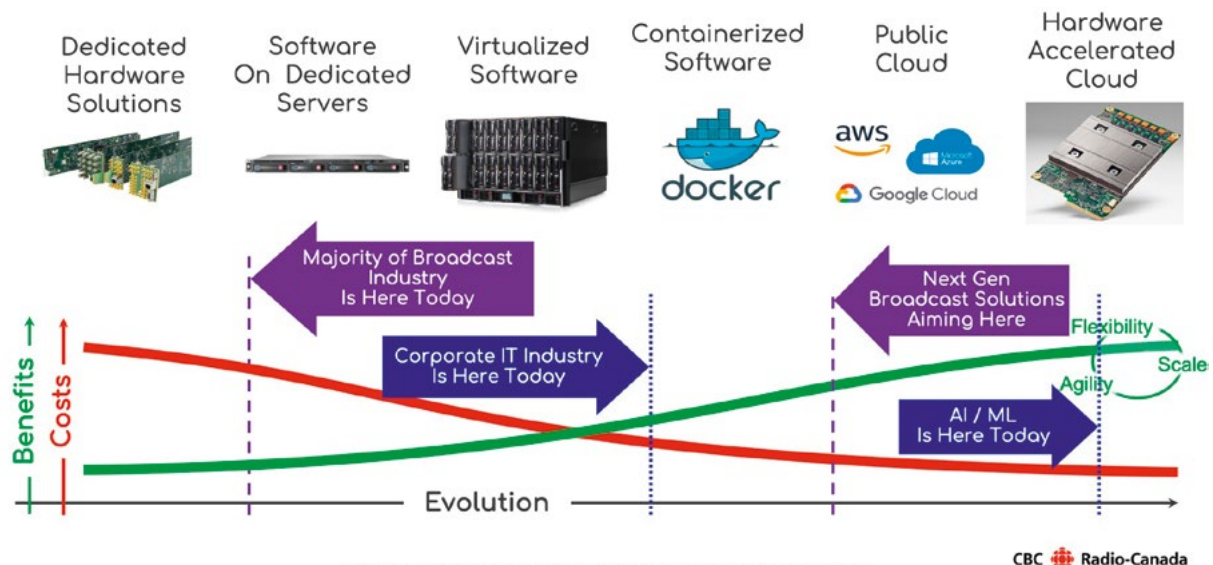 Dedicated
Hardware
Solutions
Software
On Dedicated
Servers
Virtualized
Software
Containerized
Software
Public
Cloud
Hardware
Accelerated
Cloud
docker
aws
Microsoft
Azure
Google Cloud
Majority of Broadcast
Industry
Is Here Today
Next Gen
Broadcast Solutions
Aiming Here
Corporate IT Industry
Is Here Today
Flexibility
Scale
Agility
AI / ML
Is Here Today
Benefits
Costs
Evolution
CBC Radio-Canada